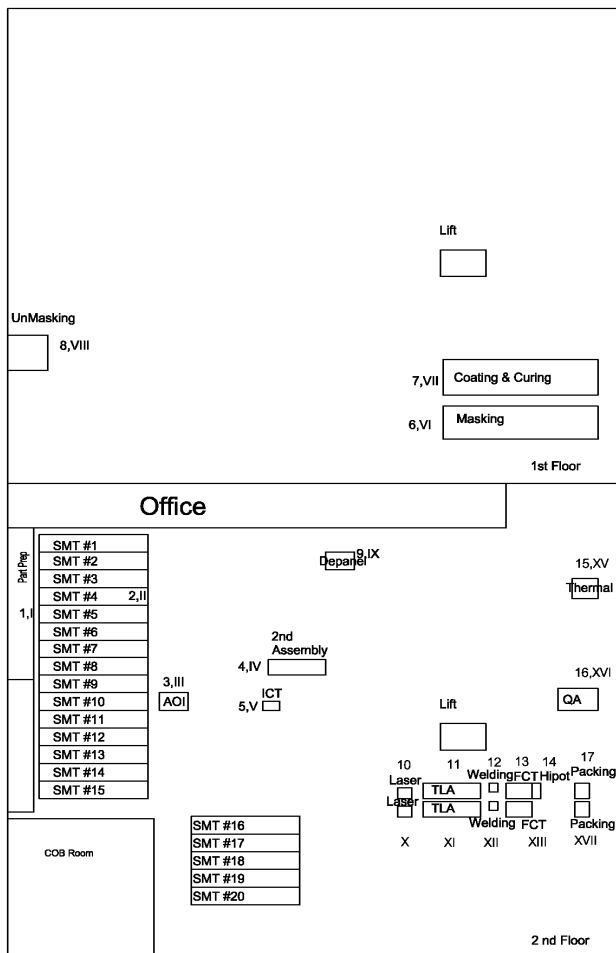 Lift
UnMasking
8,VIII
7,VII
Coating & Curing
6,VI
Masking
1st Floor
Office
Part Prep
1,I
SMT #1
SMT #2
SMT #3
SMT #4
2,II
SMT #5
SMT #6
SMT #7
SMT #8
SMT #9
SMT #10
SMT #11
SMT #12
SMT #13
SMT #14
SMT #15
9,IX
Depanel
15,XV
Thermal
2nd
Assembly
4,IV
3,III
AOI
ICT
5,V
16,XVI
QA
Lift
10
11
12
13
14
17
Laser
Welding
FCT
Hipot
Packing
TLA
Laser
TLA
Welding
FCT
Packing
X
XI
XII
XIII
XVII
SMT #16
SMT #17
SMT #18
SMT #19
SMT #20
COB Room
2 nd Floor